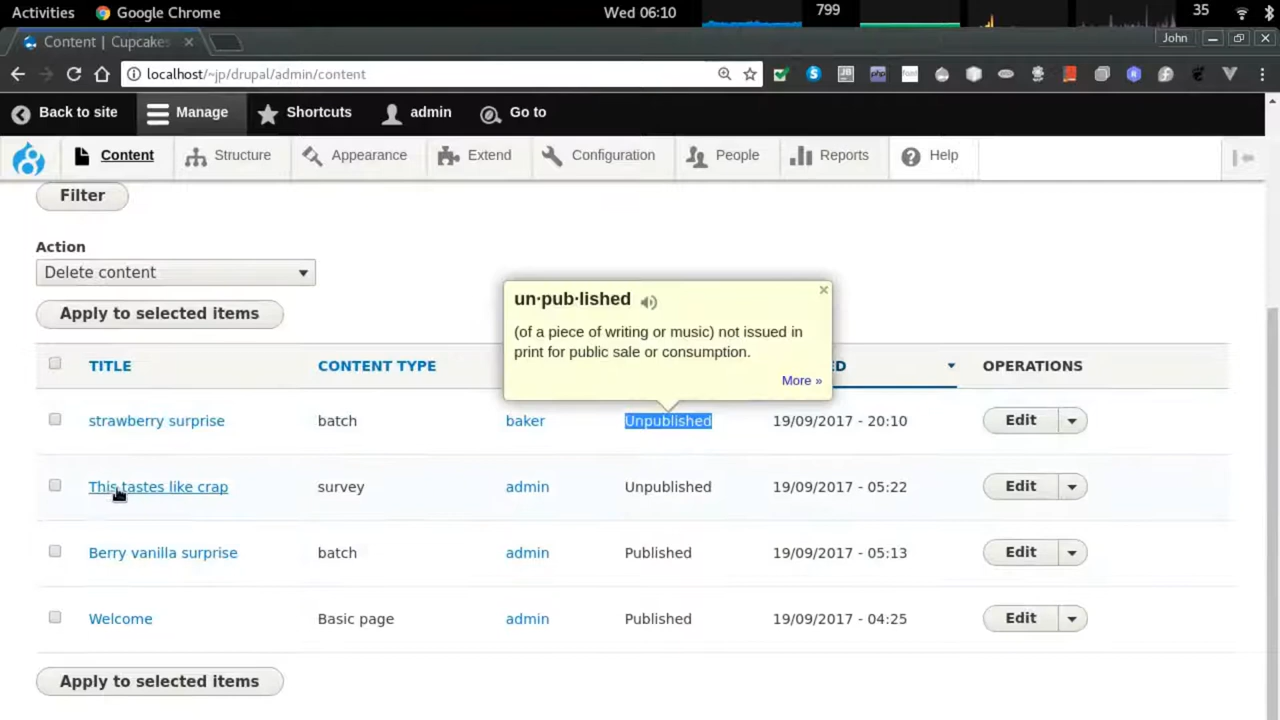 Activities Google Chrome Wed 06:10 799 35
Content | Cupcakes × John
localhost/~jp/drupal/admin/content
Back to site Manage Shortcuts admin Go to
Content Structure Appearance Extend Configuration People Reports Help
Filter
Action
Delete content
Apply to selected items
un·pub·lished
(of a piece of writing or music) not issued in
print for public sale or consumption.
More »
TITLE CONTENT TYPE ED OPERATIONS
strawberry surprise batch baker Unpublished 19/09/2017 - 20:10 Edit
This tastes like crap survey admin Unpublished 19/09/2017 - 05:22 Edit
Berry vanilla surprise batch admin Published 19/09/2017 - 05:13 Edit
Welcome Basic page admin Published 19/09/2017 - 04:25 Edit
Apply to selected items